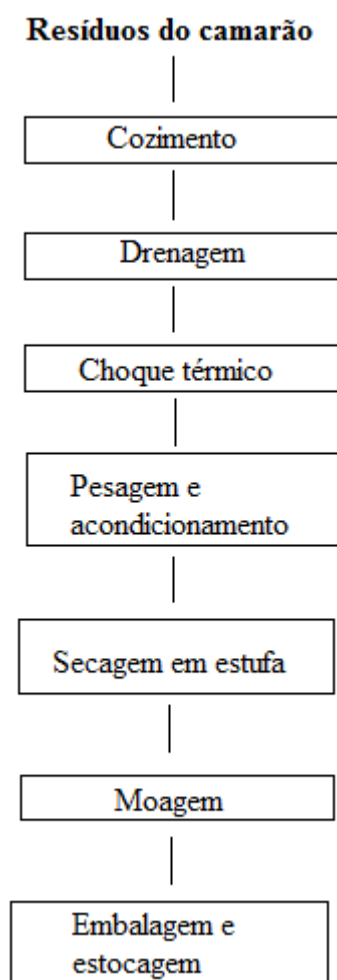 Resíduos do camarão
Cozimento
Drenagem
Choque térmico
Pesagem e
acondicionamento
Secagem em estufa
Moagem
Embalagem e
estocagem